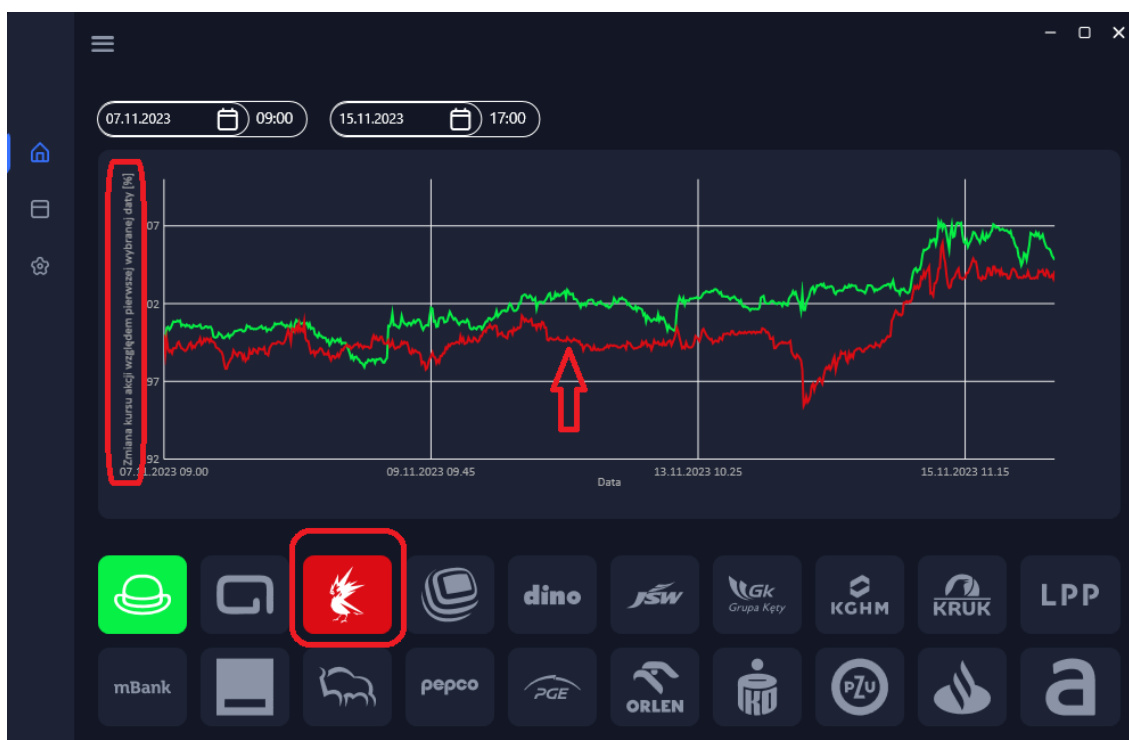 07.11.2023 09:00 15.11.2023 17:00
Zmiana kursu akcji względem pierwszej wybranej daty [%]
07
02
97
92
07.11.2023 09.00 09.11.2023 09.45 13.11.2023 10.25 15.11.2023 11.15
Data
dino JSW Gk Grupa Kęty KGHM KRUK LPP
mBank pepco PGE ORLEN PKO PZU a